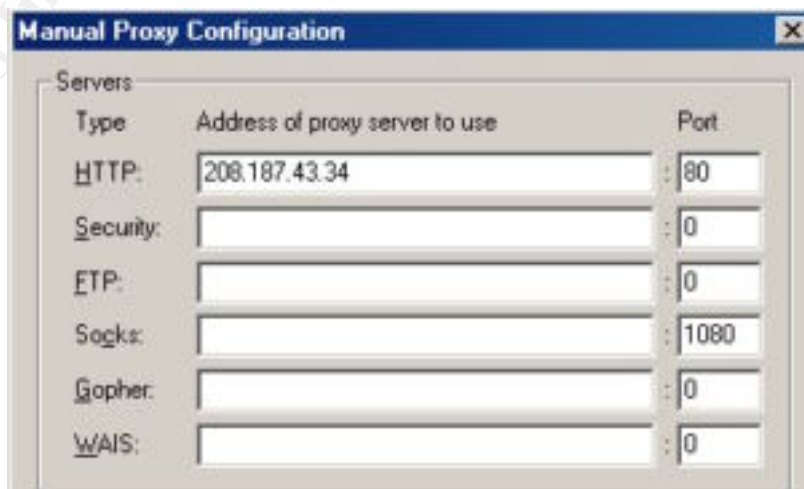 Manual Proxy Configuration
Servers
Type Address of proxy server to use Port
HTTP: 208.187.43.34 : 80
Security: : 0
FTP: : 0
Socks: : 1080
Gopher: : 0
WAIS: : 0